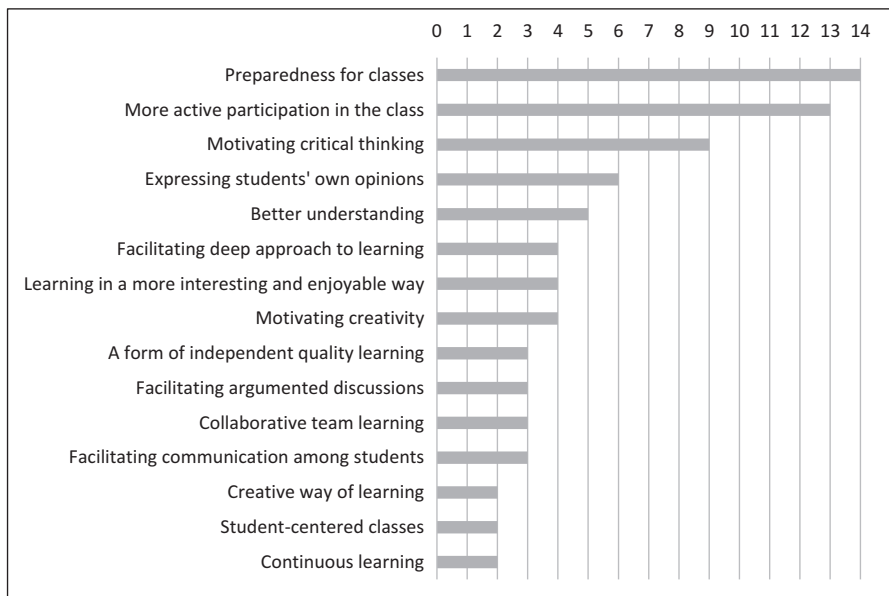 0 1 2 3 4 5 6 7 8 9 10 11 12 13 14
Preparedness for classes
More active participation in the class
Motivating critical thinking
Expressing students' own opinions
Better understanding
Facilitating deep approach to learning
Learning in a more interesting and enjoyable way
Motivating creativity
A form of independent quality learning
Facilitating argumented discussions
Collaborative team learning
Facilitating communication among students
Creative way of learning
Student-centered classes
Continuous learning